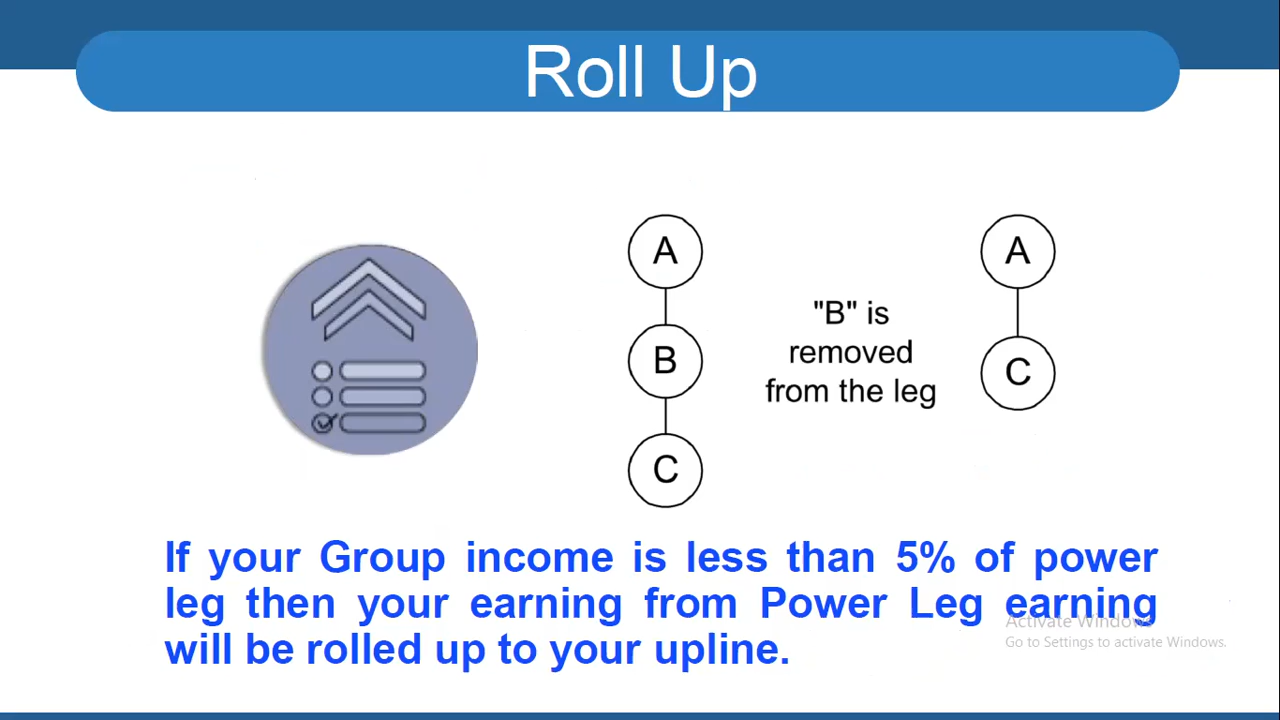 Roll Up
A
B
C
"B" is
removed
from the leg
A
C
If your Group income is less than 5% of power
leg then your earning from Power Leg earning
will be rolled up to your upline.
Activate Windows
Go to Settings to activate Windows.